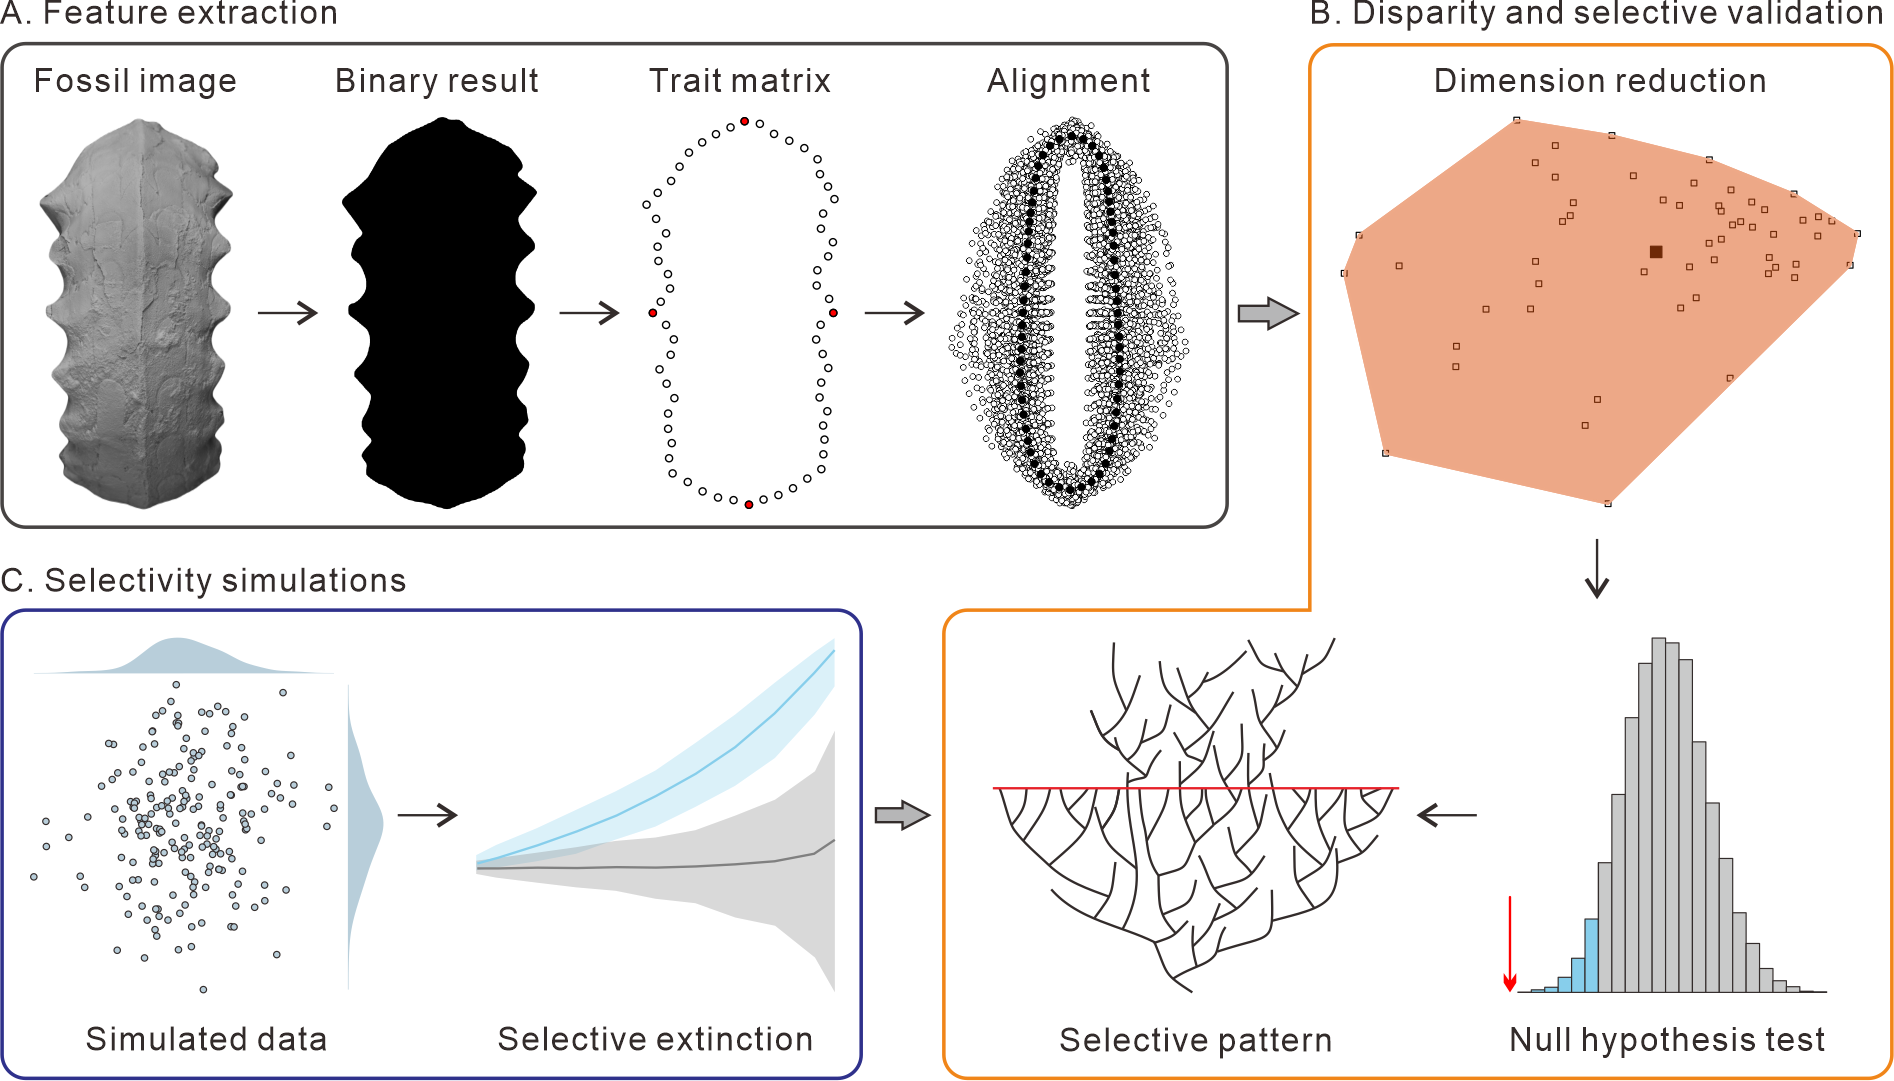 A. Feature extraction
Fossil image
Binary result
Trait matrix
Alignment
B. Disparity and selective validation
Dimension reduction
C. Selectivity simulations
Simulated data
Selective extinction
Selective pattern
Null hypothesis test